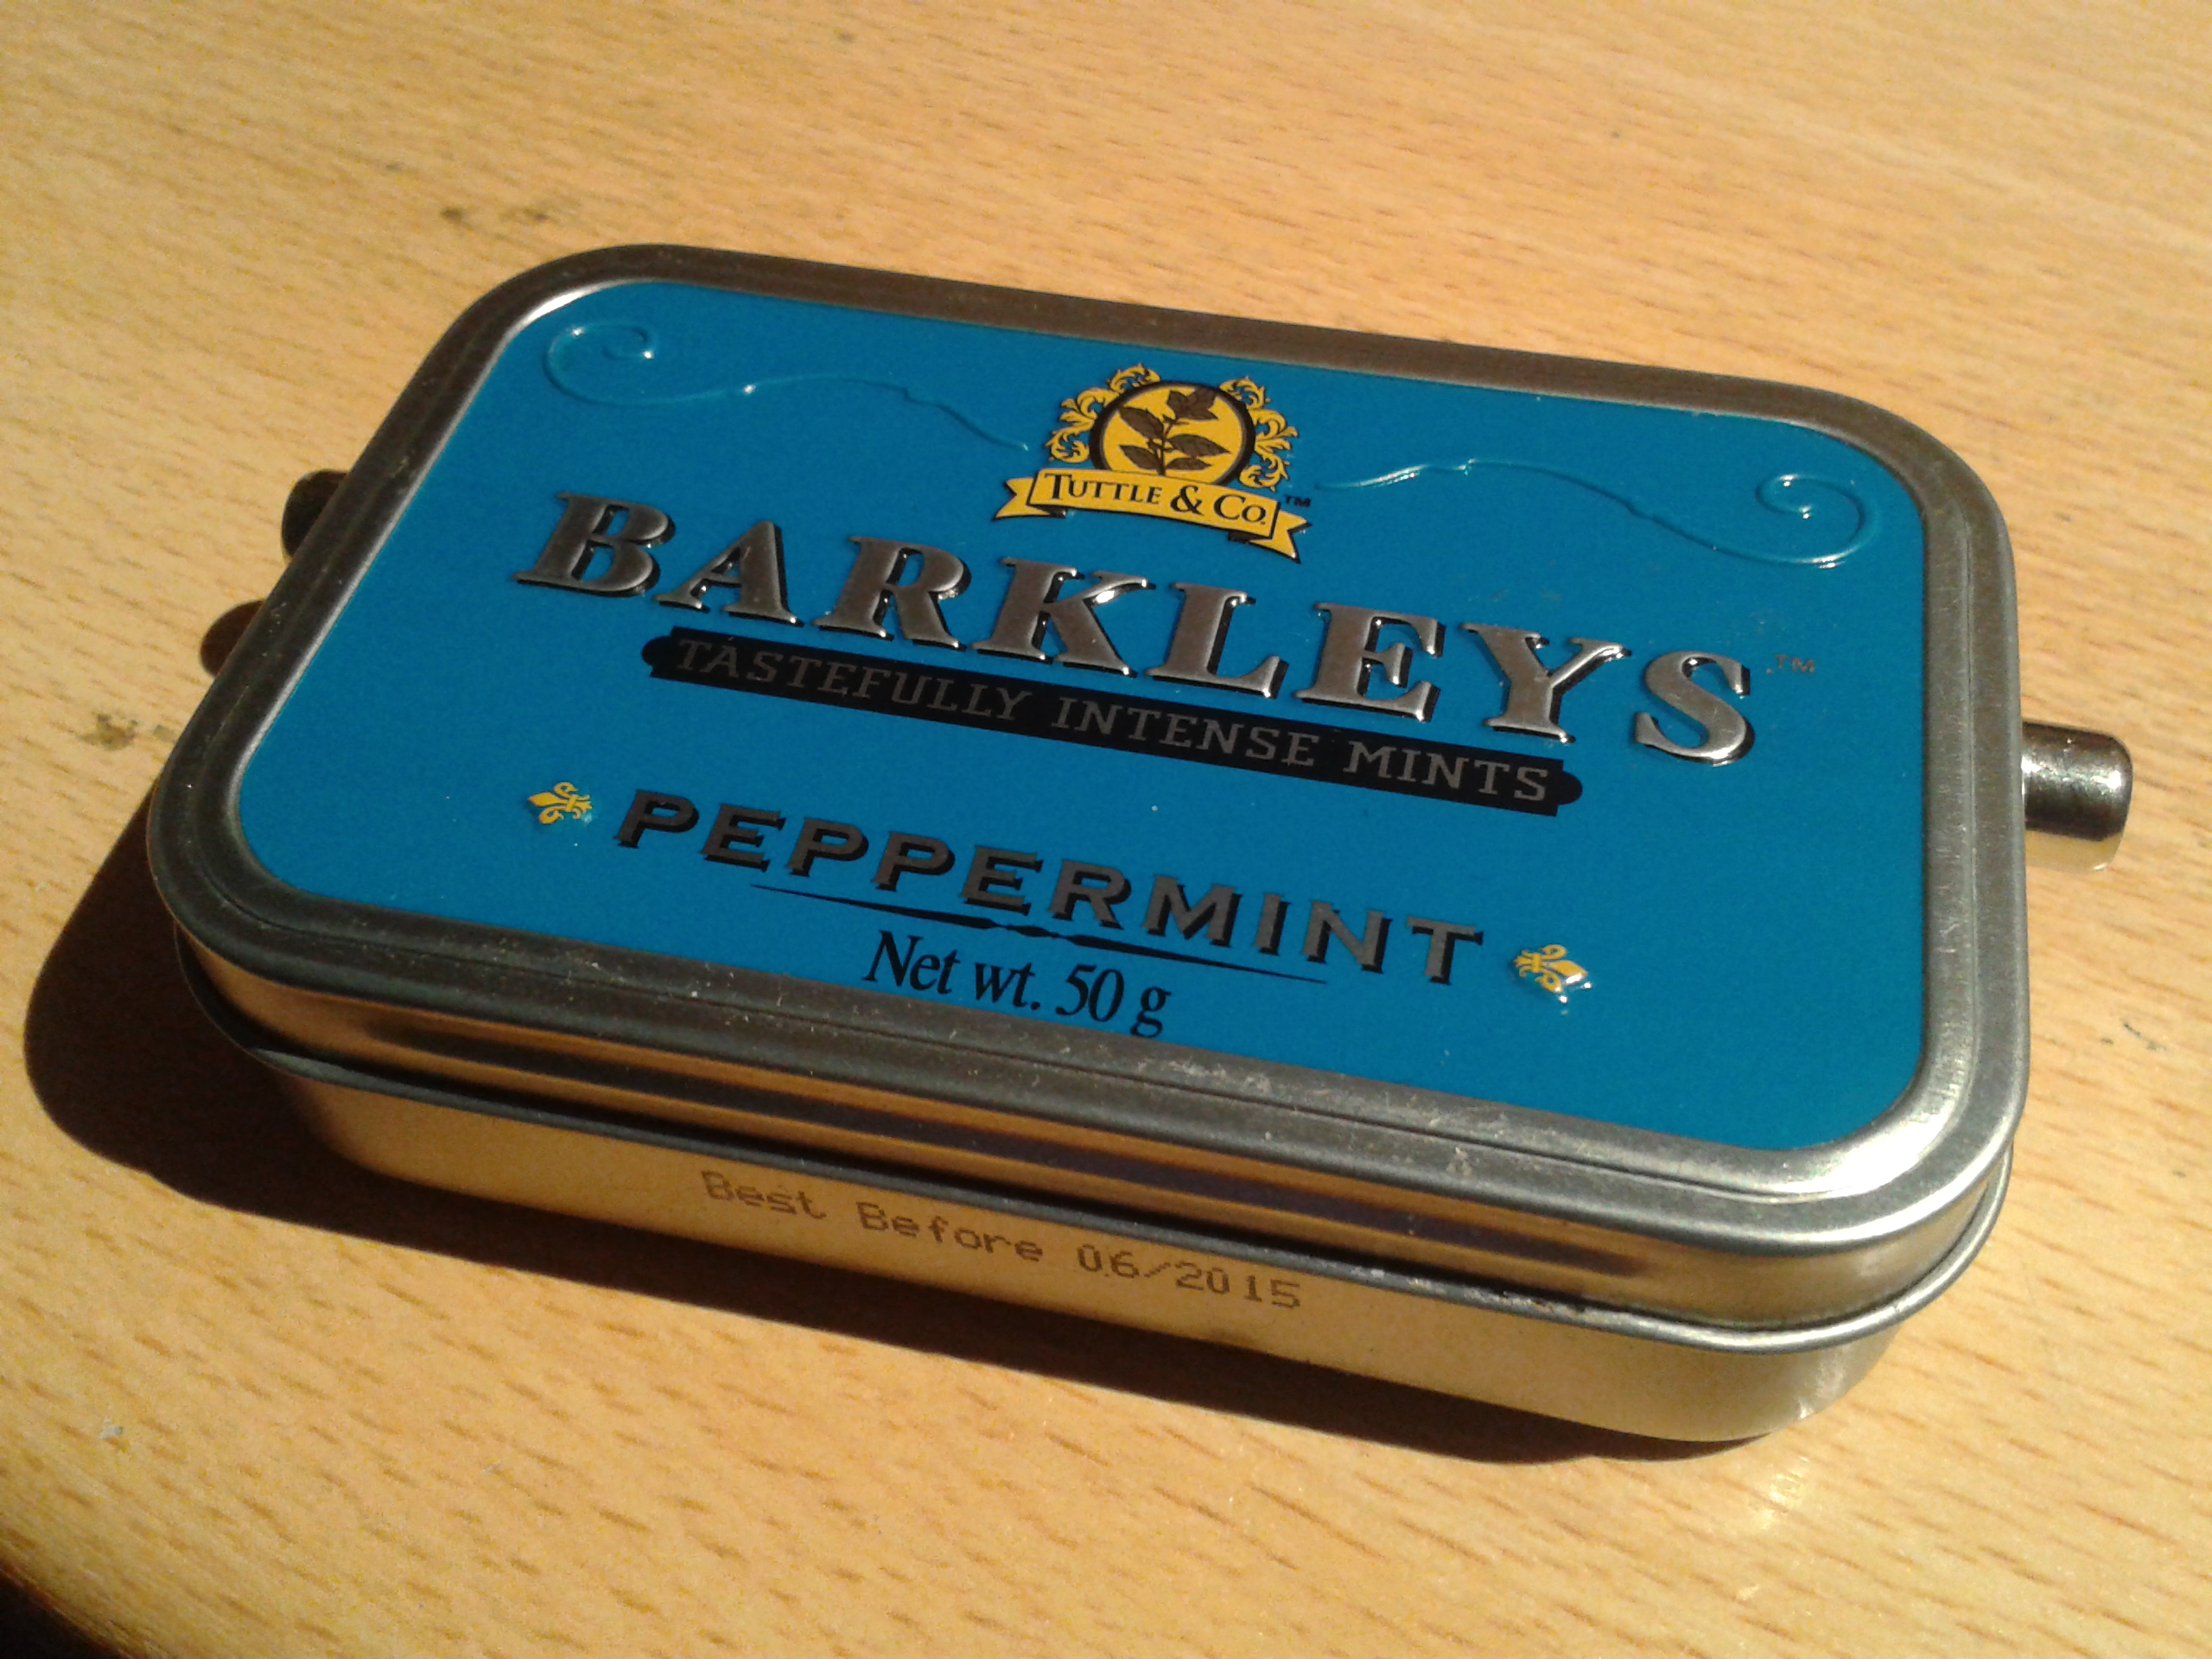 TUTTLE & CO. ™
BARKLEYS ™
TASTEFULLY INTENSE MINTS
PEPPERMINT
Net wt. 50 g
Best Before 06/2015